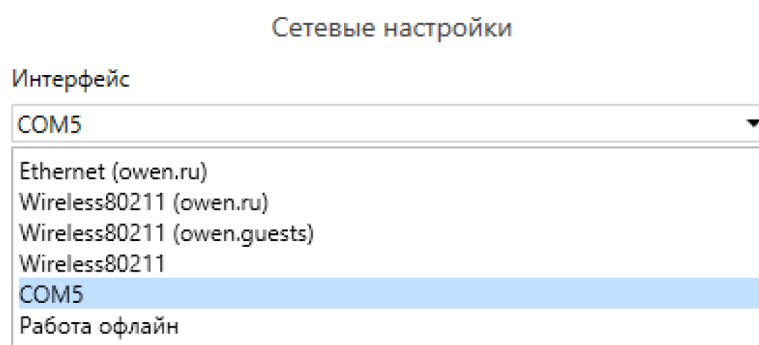 Сетевые настройки
Интерфейс
COM5
Ethernet (owen.ru)
Wireless80211 (owen.ru)
Wireless80211 (owen.guests)
Wireless80211
COM5
Работа офлайн